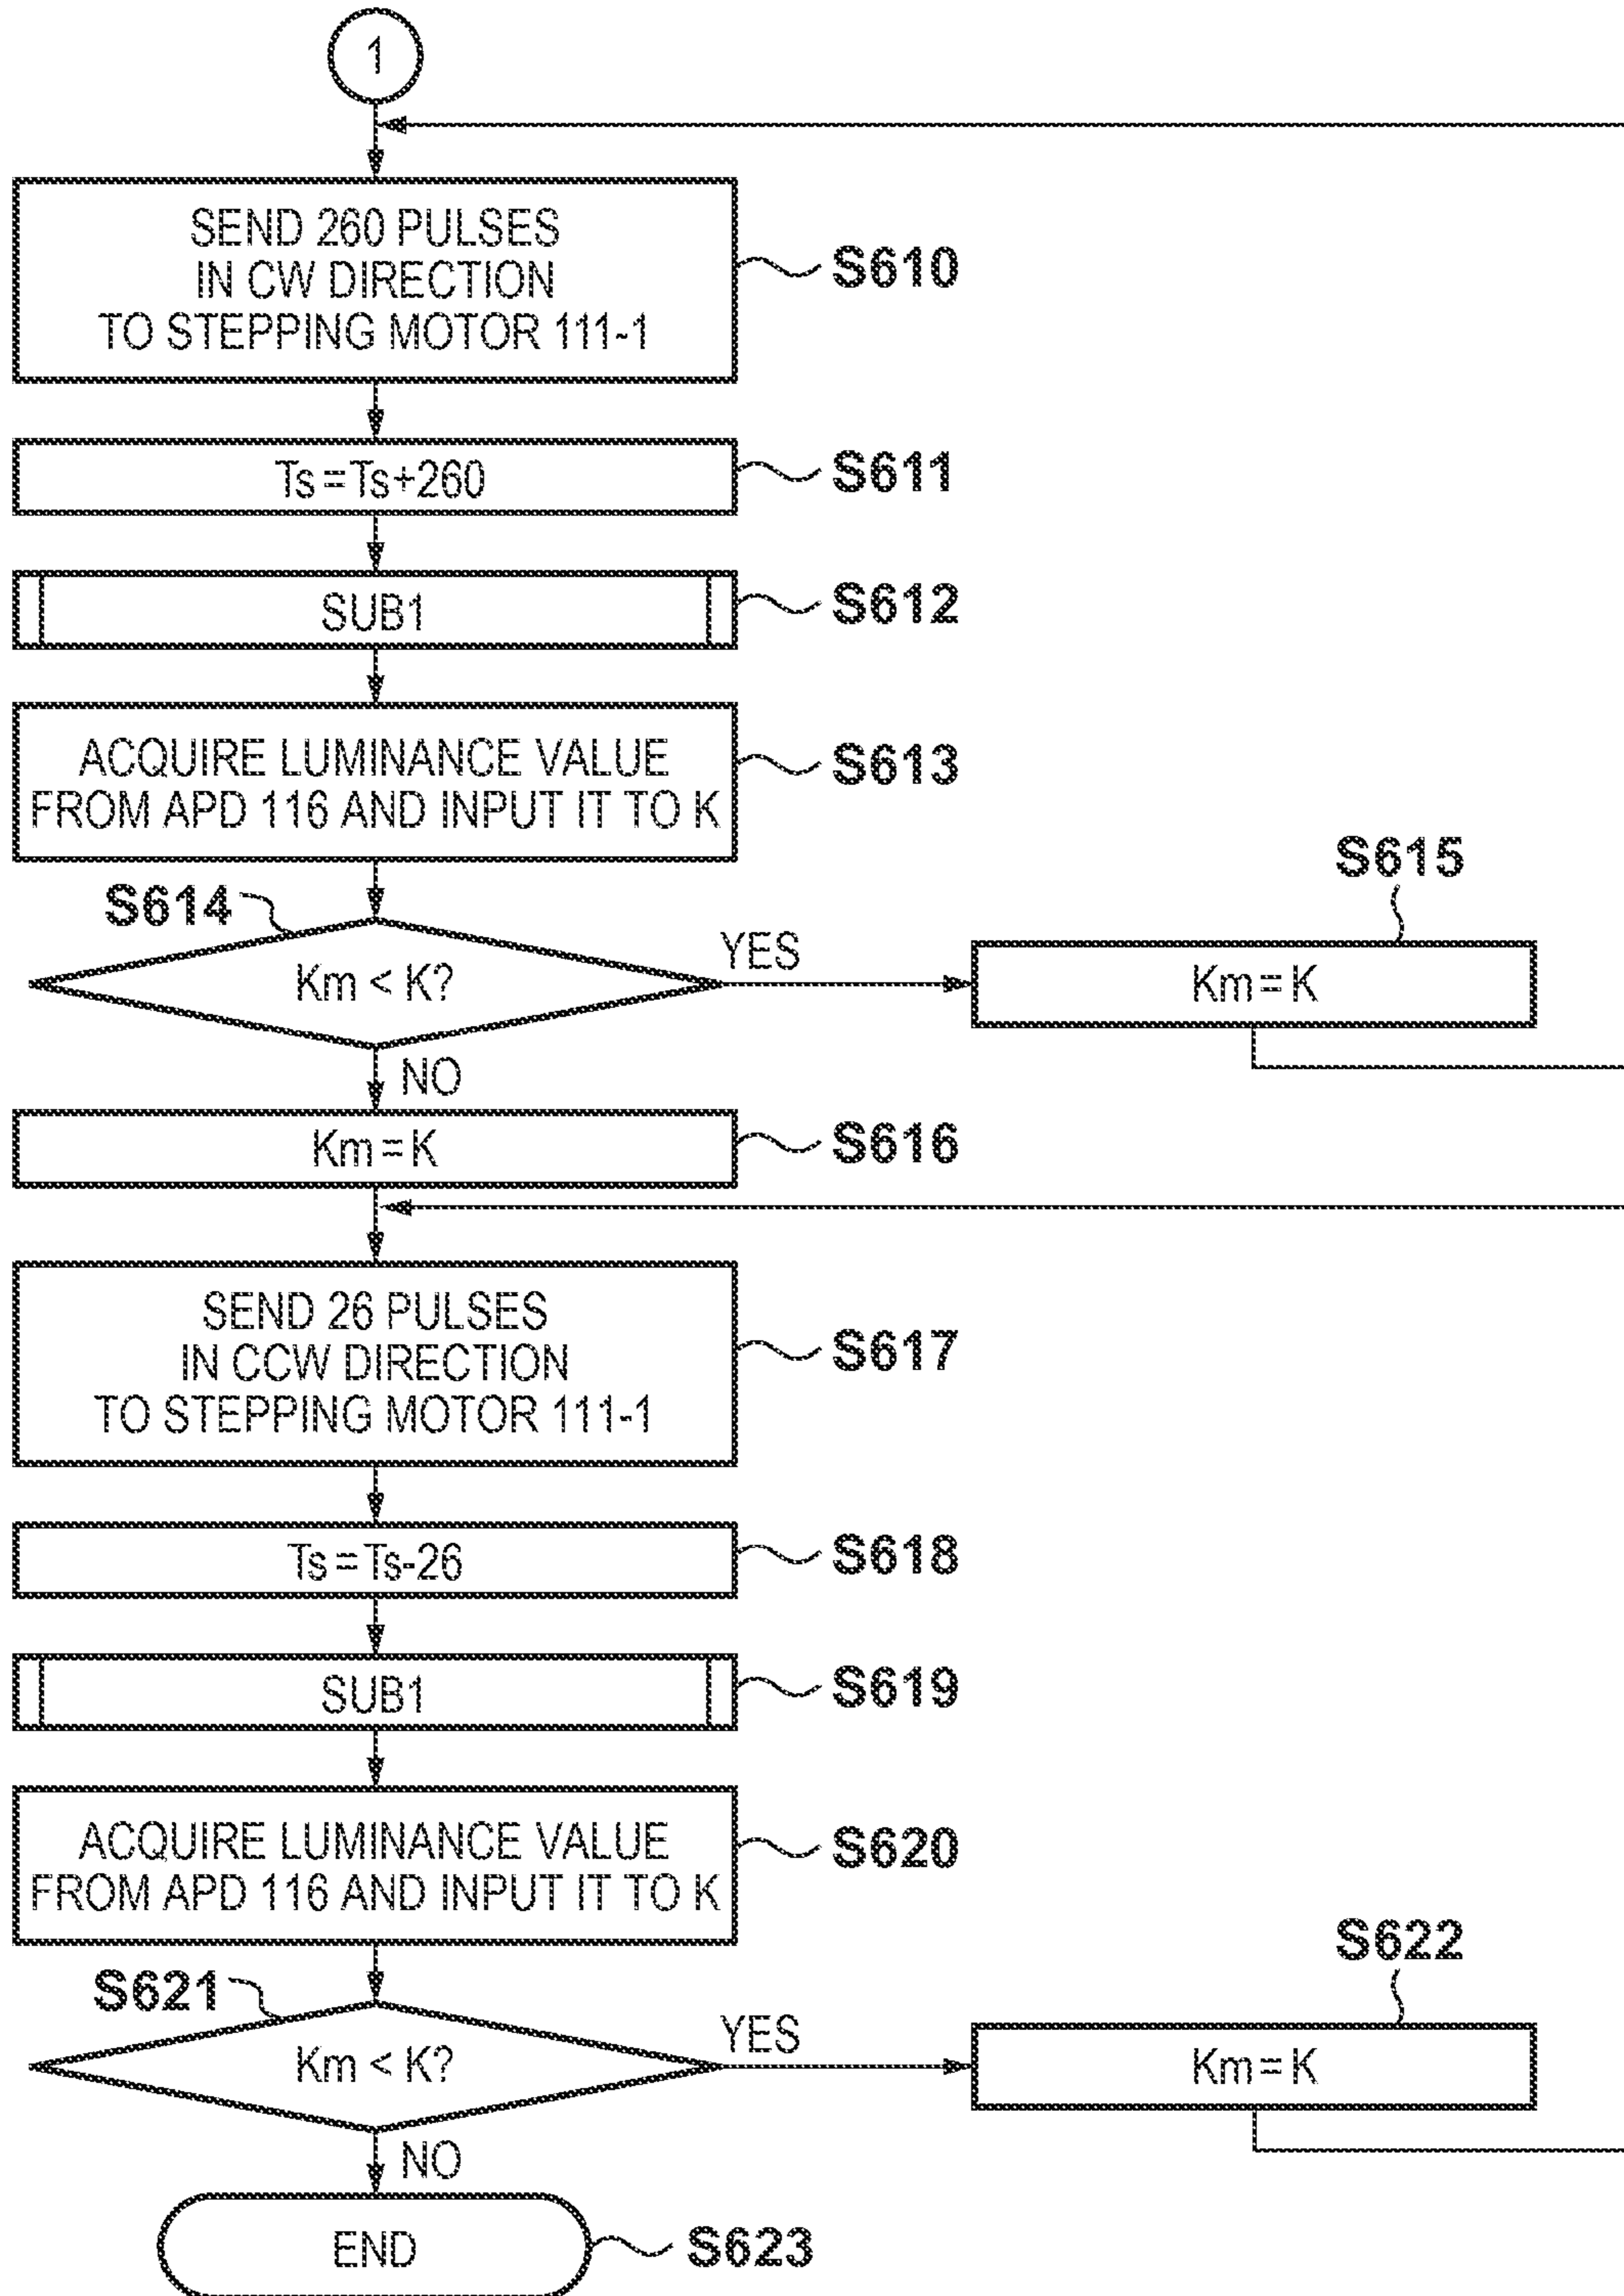 1
SEND 260 PULSES
IN CW DIRECTION
TO STEPPING MOTOR 111-1
S610
Ts=Ts+260
S611
SUB1
S612
ACQUIRE LUMINANCE VALUE
FROM APD 116 AND INPUT IT TO K
S613
S614
Km < K?
YES
S615
Km=K
NO
Km=K
S616
SEND 26 PULSES
IN CCW DIRECTION
TO STEPPING MOTOR 111-1
S617
Ts=Ts-26
S618
SUB1
S619
ACQUIRE LUMINANCE VALUE
FROM APD 116 AND INPUT IT TO K
S620
S621
Km < K?
YES
S622
Km=K
NO
END
S623